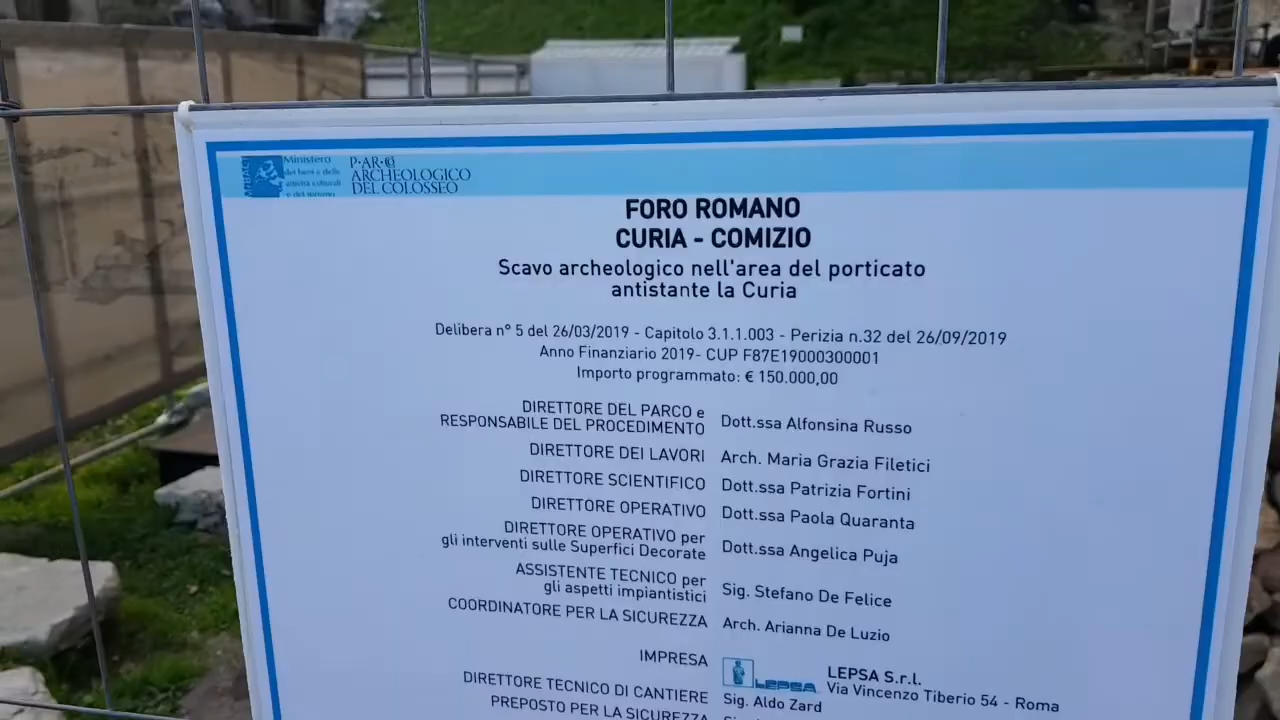 MiBACT
Ministero
dei beni e delle
attività culturali
e del turismo
P·AR·CO
ARCHEOLOGICO
DEL COLOSSEO
FORO ROMANO
CURIA - COMIZIO
Scavo archeologico nell'area del porticato
antistante la Curia
Delibera n° 5 del 26/03/2019 - Capitolo 3.1.1.003 - Perizia n.32 del 26/09/2019
Anno Finanziario 2019- CUP F87E19000300001
Importo programmato: € 150.000,00
DIRETTORE DEL PARCO e
RESPONSABILE DEL PROCEDIMENTO Dott.ssa Alfonsina Russo
DIRETTORE DEI LAVORI Arch. Maria Grazia Filetici
DIRETTORE SCIENTIFICO Dott.ssa Patrizia Fortini
DIRETTORE OPERATIVO Dott.ssa Paola Quaranta
DIRETTORE OPERATIVO per
gli interventi sulle Superfici Decorate Dott.ssa Angelica Puja
ASSISTENTE TECNICO per
gli aspetti impiantistici Sig. Stefano De Felice
COORDINATORE PER LA SICUREZZA Arch. Arianna De Luzio
IMPRESA LEPSA LEPSA S.r.l.
Via Vincenzo Tiberio 54 - Roma
DIRETTORE TECNICO DI CANTIERE Sig. Aldo Zard
PREPOSTO PER LA SICUREZZA